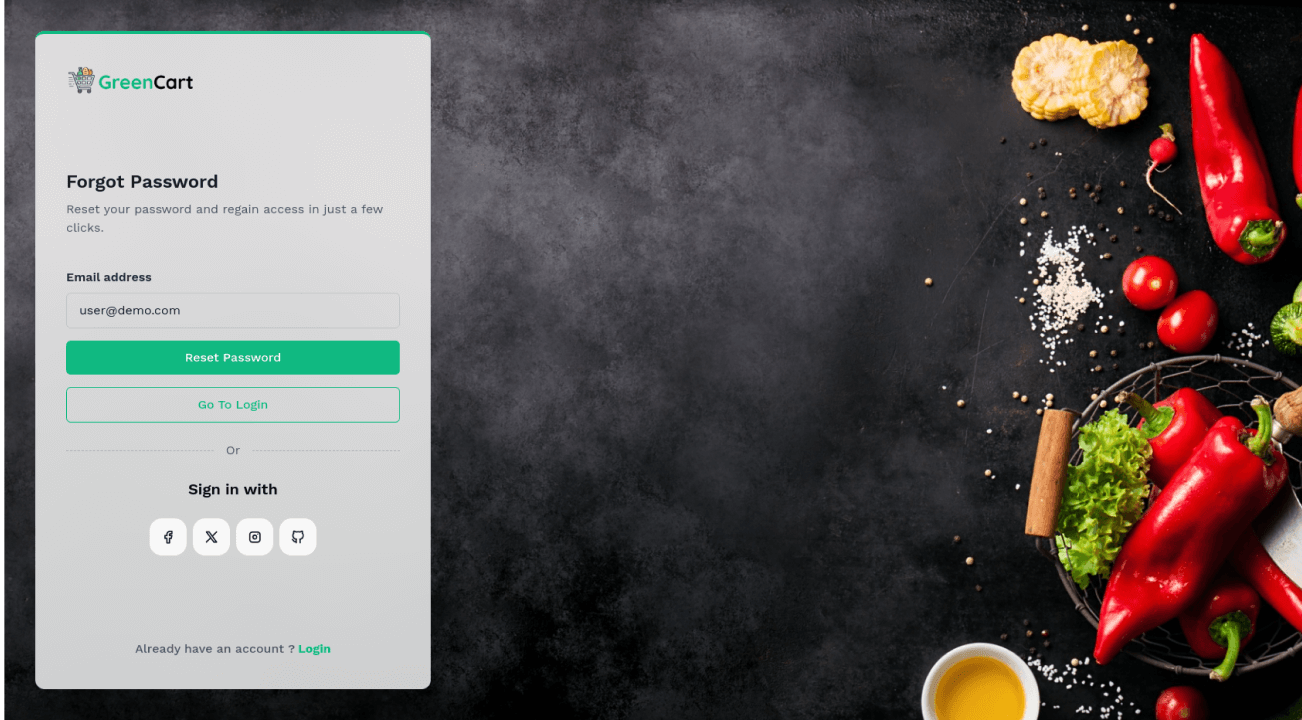 GreenCart
Forgot Password
Reset your password and regain access in just a few
clicks.
Email address
user@demo.com
Reset Password
Go To Login
Or
Sign in with
Already have an account ? Login